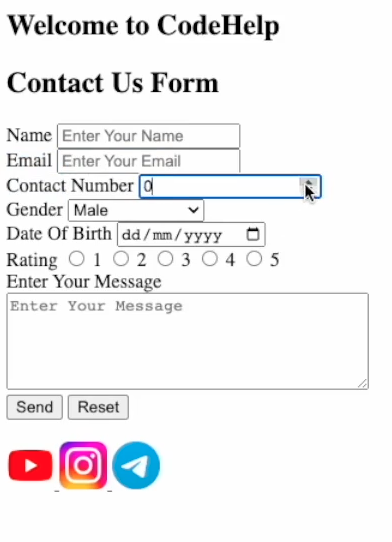 Welcome to CodeHelp
Contact Us Form
Name Enter Your Name
Email Enter Your Email
Contact Number 0
Gender Male
Date Of Birth dd/mm/yyyy
Rating 1 2 3 4 5
Enter Your Message
Enter Your Message
Send Reset